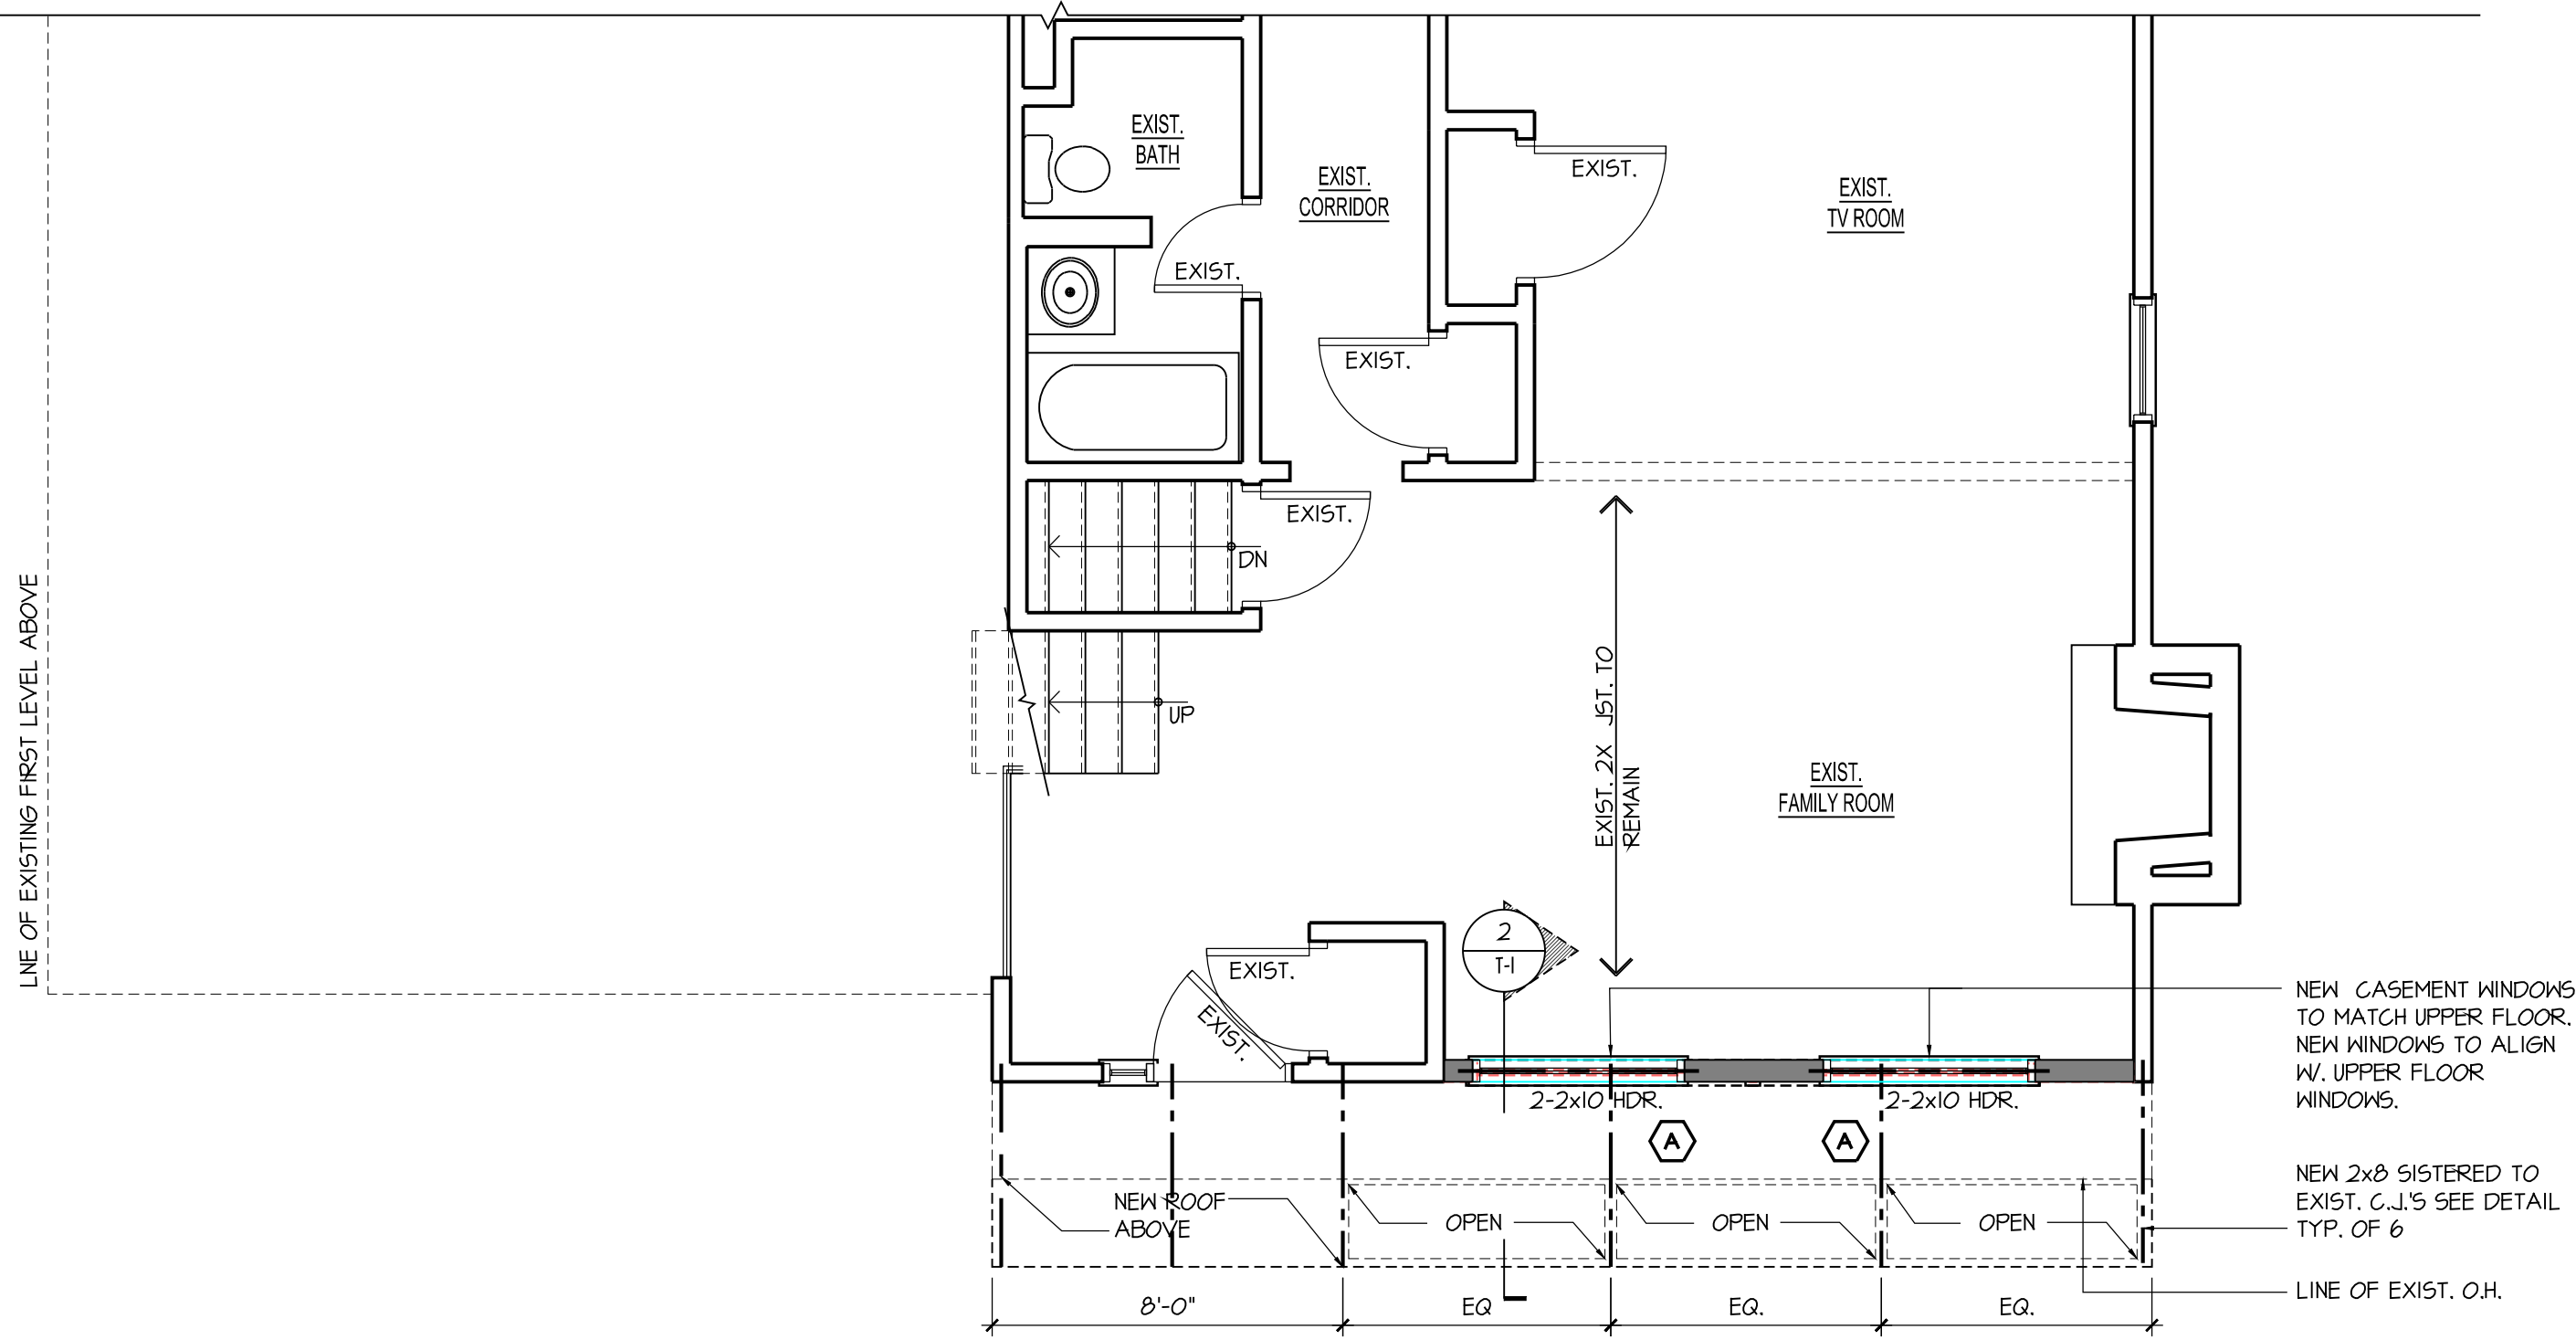 EXIST.
BATH
EXIST.
CORRIDOR
EXIST.
EXIST.
TV ROOM
EXIST.
EXIST.
EXIST.
DN
UP
LNE OF EXISTING FIRST LEVEL ABOVE
EXIST. 2X JST. TO
REMAIN
EXIST.
FAMILY ROOM
2
T-1
EXIST.
EXIST.
NEW CASEMENT WINDOWS
TO MATCH UPPER FLOOR.
NEW WINDOWS TO ALIGN
W/. UPPER FLOOR
WINDOWS.
2-2x10 HDR.
2-2x10 HDR.
A
A
NEW ROOF
ABOVE
OPEN
OPEN
OPEN
NEW 2x8 SISTERED TO
EXIST. C.J.'S SEE DETAIL
TYP. OF 6
LINE OF EXIST. O.H.
8'-0"
EQ
EQ.
EQ.